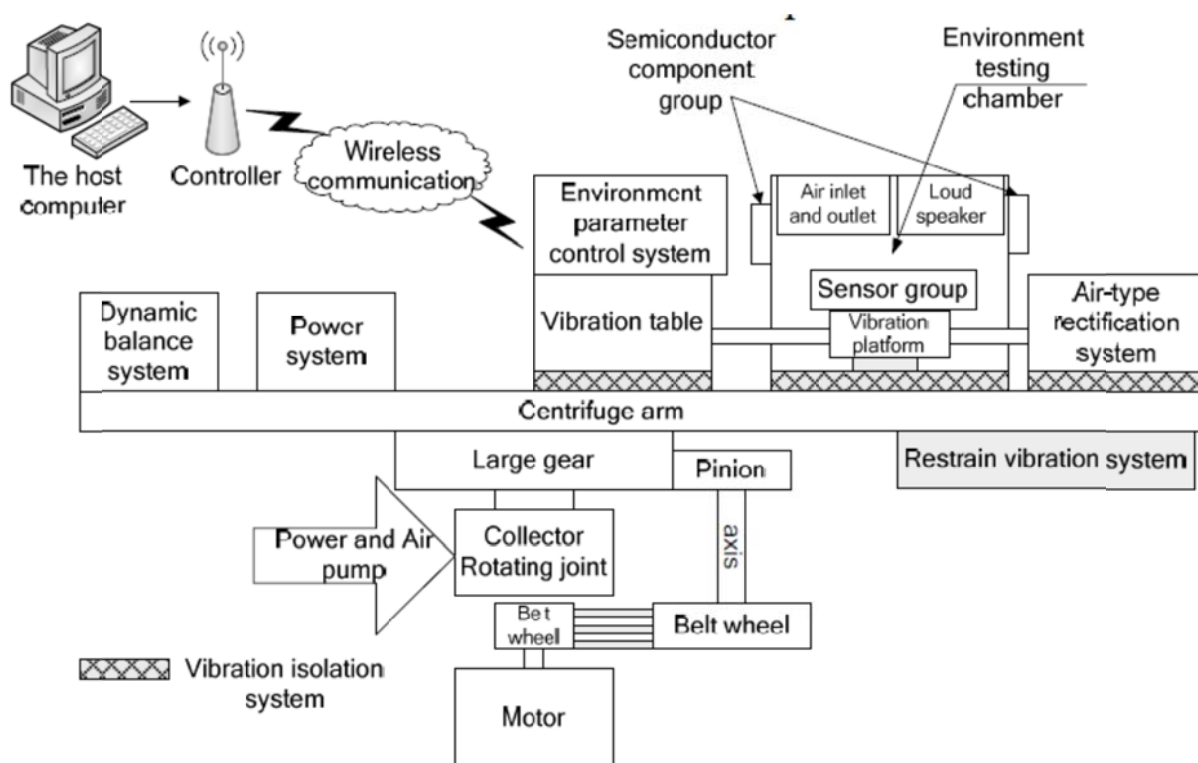 Semiconductor
component
group
Environment
testing
chamber
The host
computer
Controller
Wireless
communication
Environment
parameter
control system
Air inlet
and outlet
Loud
speaker
Sensor group
Dynamic
balance
system
Power
system
Vibration table
Vibration
platform
Air-type
rectification
system
Centrifuge arm
Large gear
Pinion
Restrain vibration system
Power and Air
pump
Collector
Rotating joint
axis
Belt
wheel
Belt wheel
Vibration isolation
system
Motor